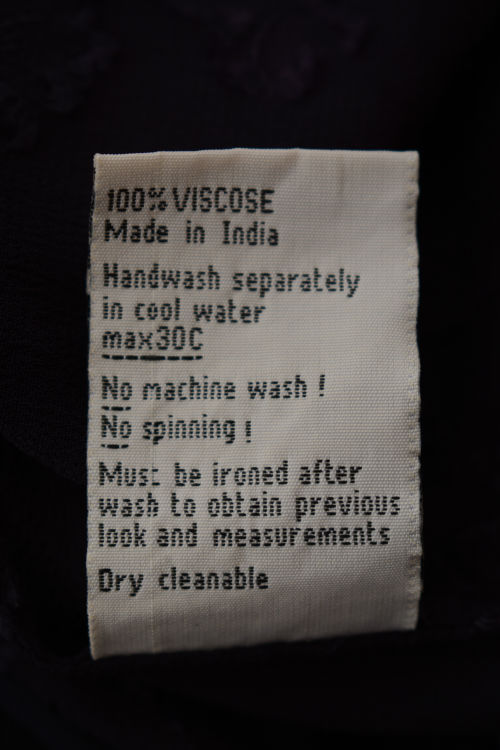 100% VISCOSE
Made in India
Handwash separately
in cool water
max30C
No machine wash !
No spinning !
Must be ironed after
wash to obtain previous
look and measurements
Dry cleanable